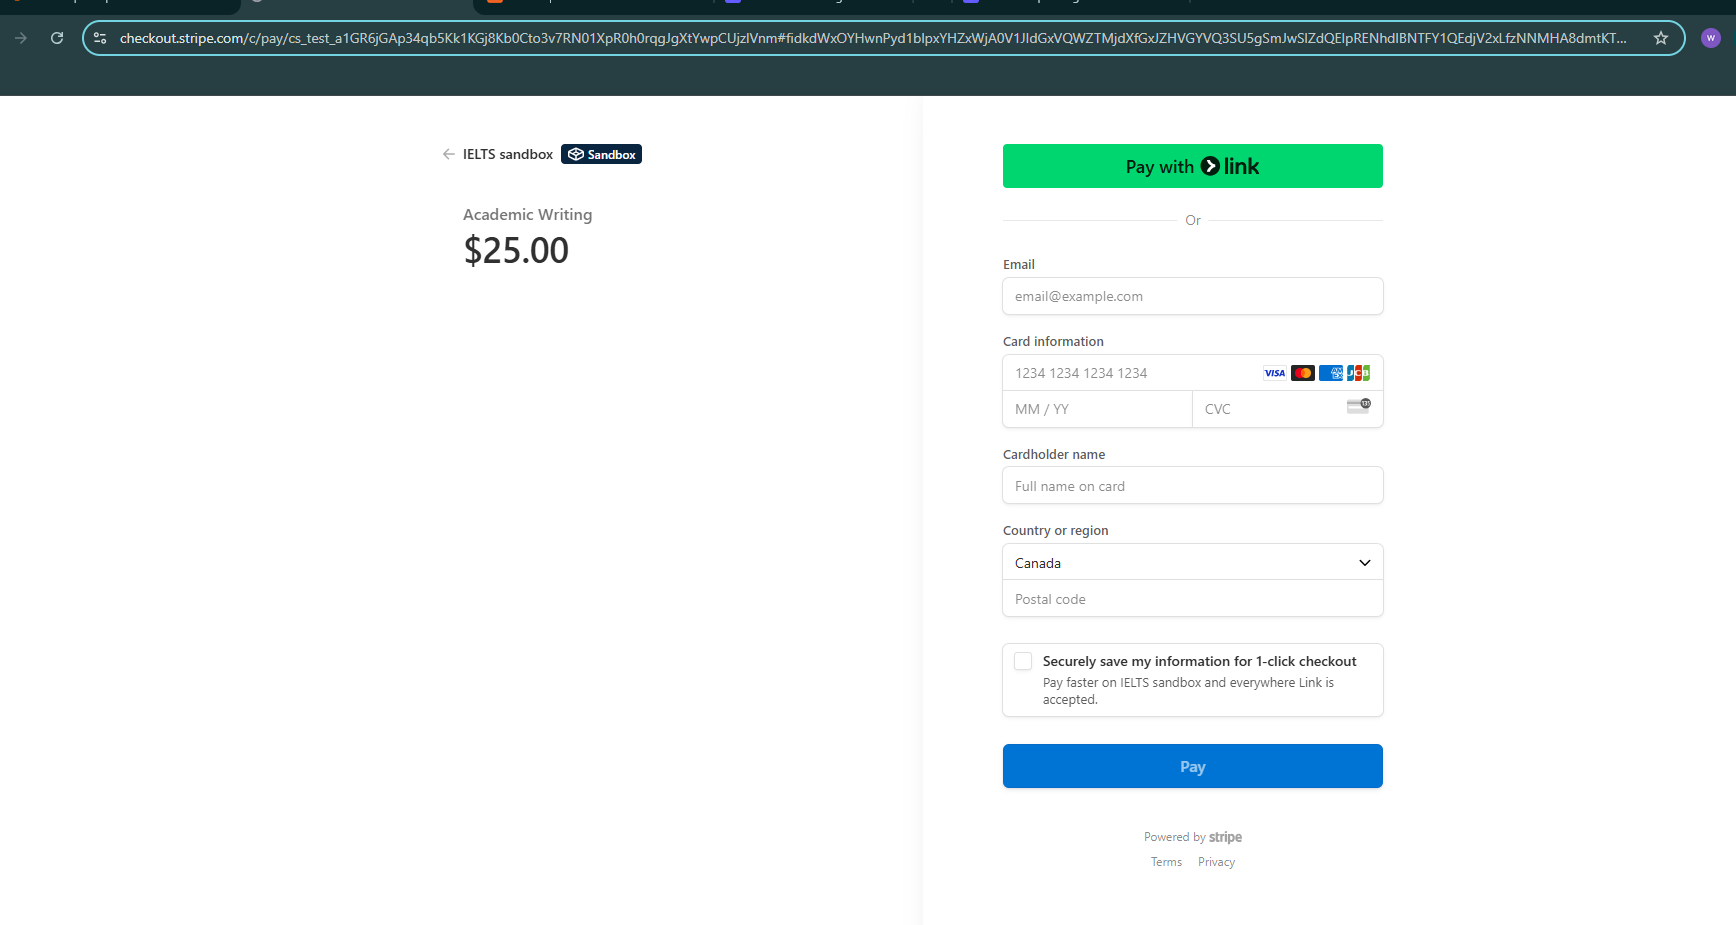 checkout.stripe.com/c/pay/cs_test_a1GR6jGAp34qb5Kk1KGj8Kb0Cto3v7RN01XpR0h0rqgJgXtYwpCUjzlVnm#fidkdWxOYHwnPyd1blpxYHZxWjA0V1JIdGxVQWZTMjdXfGxJZHVGYVQ3SU5gSmJwSlZdQElpRENhdlBNTFY1QEdjV2xLfzNNMHA8dmtKT...
W
IELTS sandbox Sandbox
Academic Writing
$25.00
Pay with link
Or
Email
email@example.com
Card information
1234 1234 1234 1234 VISA
MM / YY CVC
Cardholder name
Full name on card
Country or region
Canada
Postal code
Securely save my information for 1-click checkout
Pay faster on IELTS sandbox and everywhere Link is
accepted.
Pay
Powered by stripe
Terms Privacy